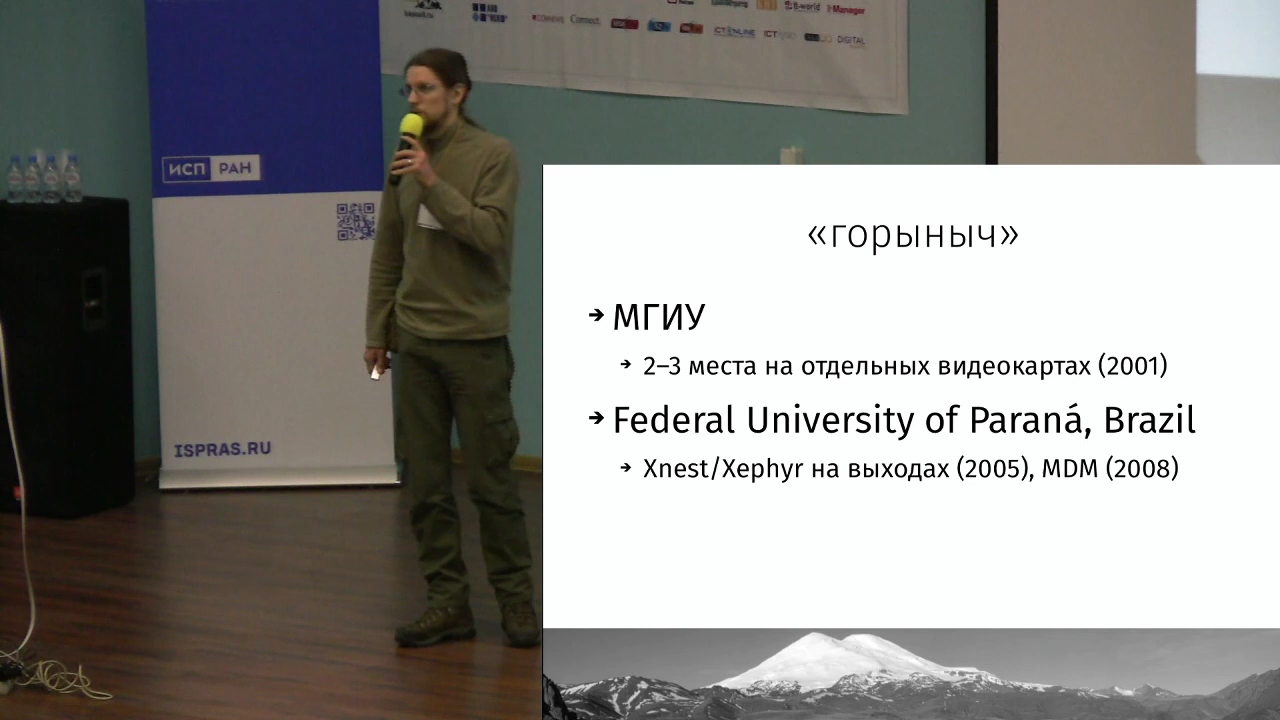 ИСП РАН
ISPRAS.RU
«горыныч»
МГИУ
2–3 места на отдельных видеокартах (2001)
Federal University of Paraná, Brazil
Xnest/Xephyr на выходах (2005), MDM (2008)